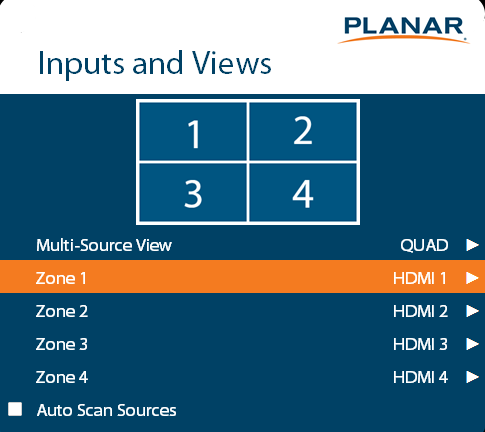 PLANAR
Inputs and Views
1 2
3 4
Multi-Source View QUAD
Zone 1 HDMI 1
Zone 2 HDMI 2
Zone 3 HDMI 3
Zone 4 HDMI 4
Auto Scan Sources